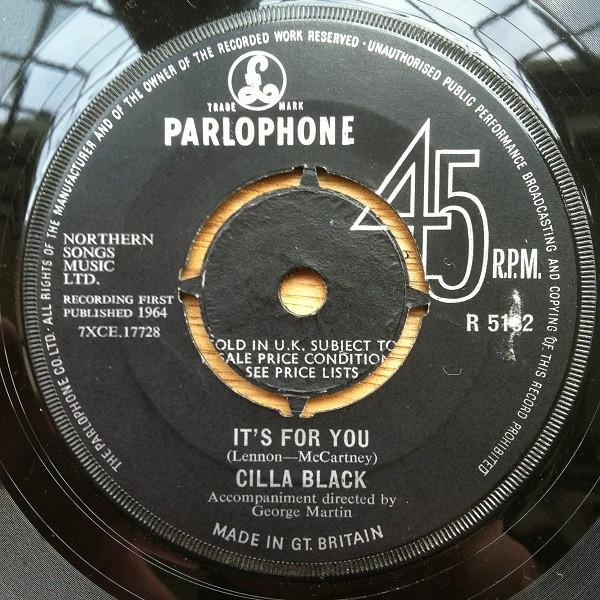 THE PARLOPHONE CO. LTD. · ALL RIGHTS OF THE MANUFACTURER AND OF THE OWNER OF THE RECORDED WORK RESERVED · UNAUTHORISED PUBLIC PERFORMANCE BROADCASTING AND COPYING OF THIS RECORD PROHIBITED
£
TRADE MARK
PARLOPHONE
45
R.P.M.
NORTHERN
SONGS
MUSIC
LTD.
RECORDING FIRST
PUBLISHED 1964
7XCE.17728
R 5162
SOLD IN U.K. SUBJECT TO
SALE PRICE CONDITION
SEE PRICE LISTS
IT'S FOR YOU
(Lennon—McCartney)
CILLA BLACK
Accompaniment directed by
George Martin
MADE IN GT. BRITAIN